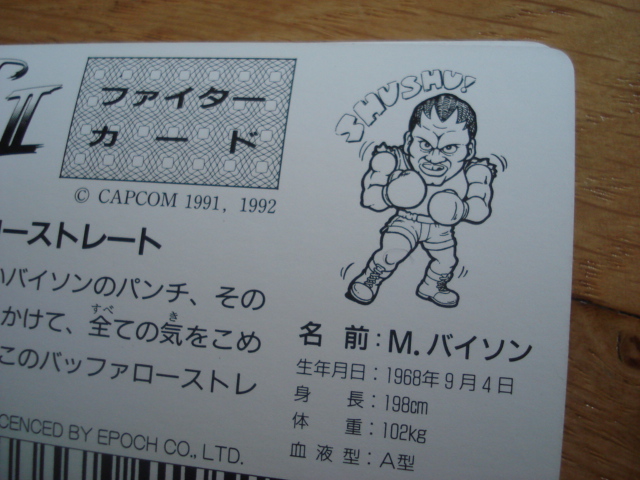 II
ファイター
カード
SHUSHU!
© CAPCOM 1991, 1992
ーストレート
バイソンのパンチ、その
かけて、全ての気をこめ
すべ き
このバッファローストレ
CENCED BY EPOCH CO., LTD.
名前：M. バイソン
生年月日：1968年9月4日
身長：198cm
体重：102kg
血液型：A型